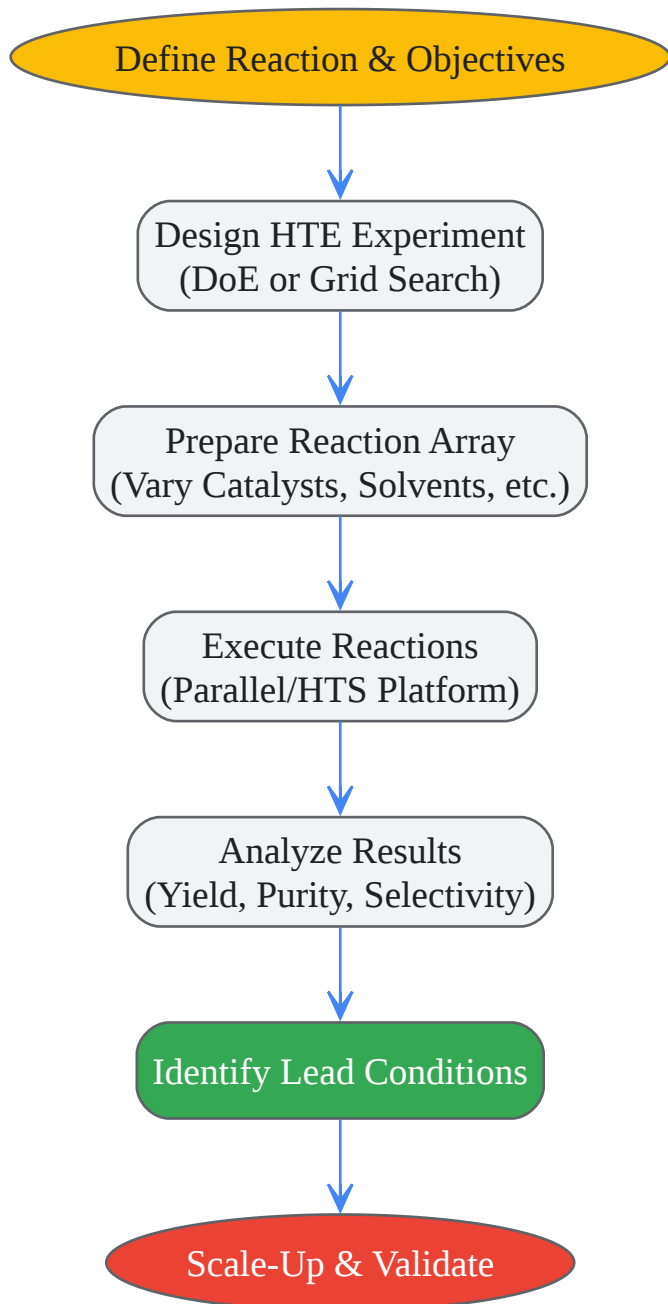 Define Reaction & Objectives
Design HTE Experiment
(DoE or Grid Search)
Prepare Reaction Array
(Vary Catalysts, Solvents, etc.)
Execute Reactions
(Parallel/HTS Platform)
Analyze Results
(Yield, Purity, Selectivity)
Identify Lead Conditions
Scale-Up & Validate